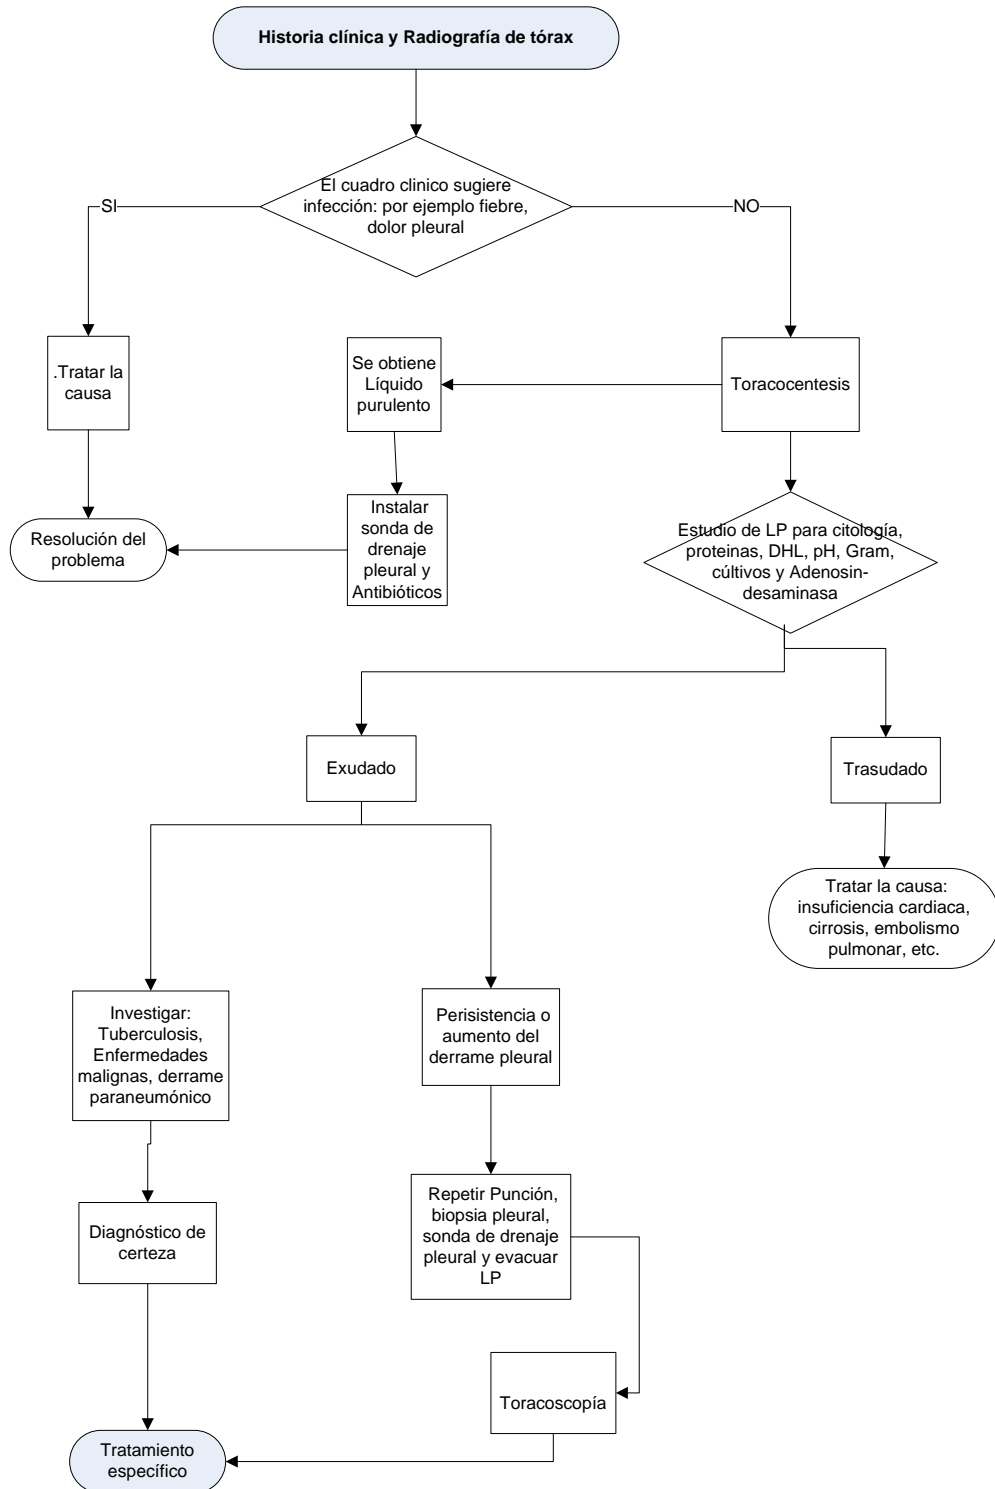 Historia clínica y Radiografía de tórax
El cuadro clinico sugiere
infección: por ejemplo fiebre,
dolor pleural
SI
NO
.Tratar la
causa
Se obtiene
Líquido
purulento
Toracocentesis
Resolución del
problema
Instalar
sonda de
drenaje
pleural y
Antibióticos
Estudio de LP para citología,
proteinas, DHL, pH, Gram,
cúltivos y Adenosin-
desaminasa
Exudado
Trasudado
Tratar la causa:
insuficiencia cardiaca,
cirrosis, embolismo
pulmonar, etc.
Investigar:
Tuberculosis,
Enfermedades
malignas, derrame
paraneumónico
Perisistencia o
aumento del
derrame pleural
Diagnóstico de
certeza
Repetir Punción,
biopsia pleural,
sonda de drenaje
pleural y evacuar
LP
Toracoscopía
Tratamiento
específico